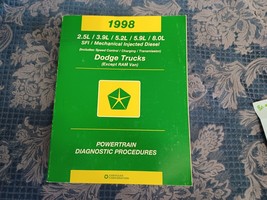 1998
2.5L / 3.9L / 5.2L / 5.9L / 8.0L
SFI / Mechanical Injected Diesel
(Includes Speed Control / Charging / Transmission)
Dodge Trucks
(Except RAM Van)
POWERTRAIN
DIAGNOSTIC PROCEDURES